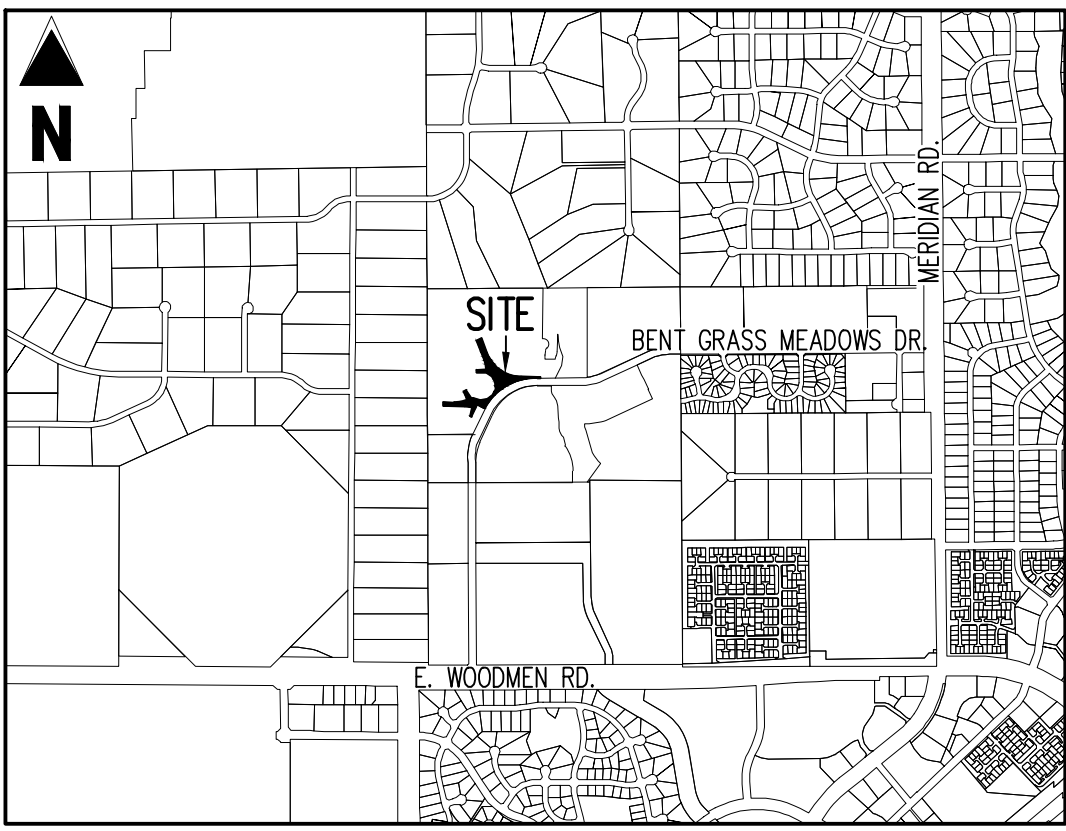 N
MERIDIAN RD.
SITE
BENT GRASS MEADOWS DR.
E. WOODMEN RD.